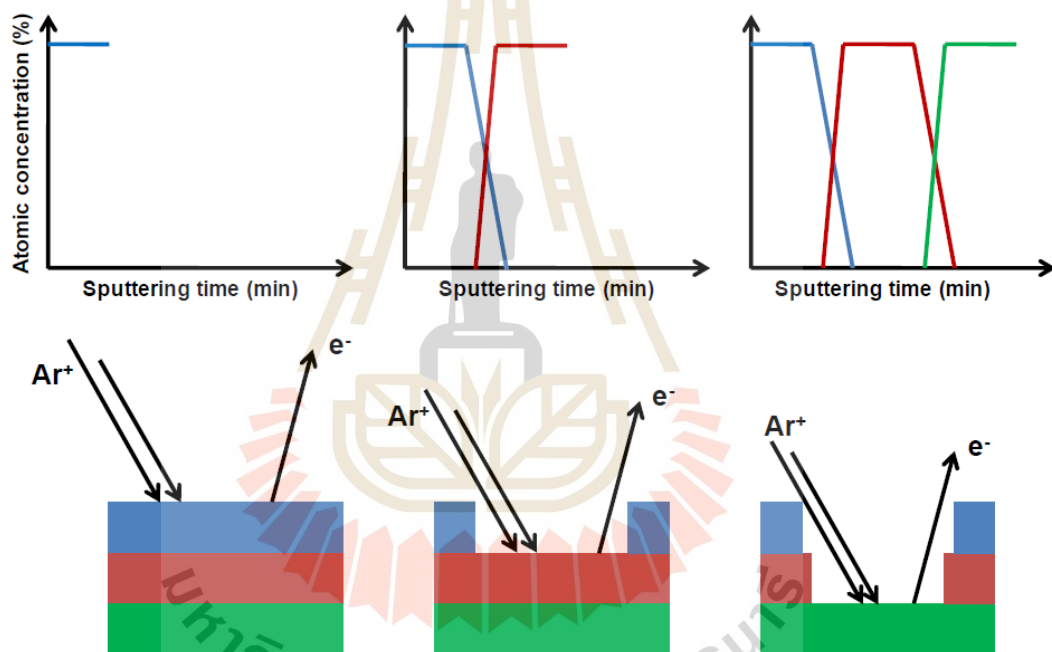 Atomic concentration (%)
Sputtering time (min)
Sputtering time (min)
Sputtering time (min)
Ar+
e-
Ar+
e-
Ar+
e-